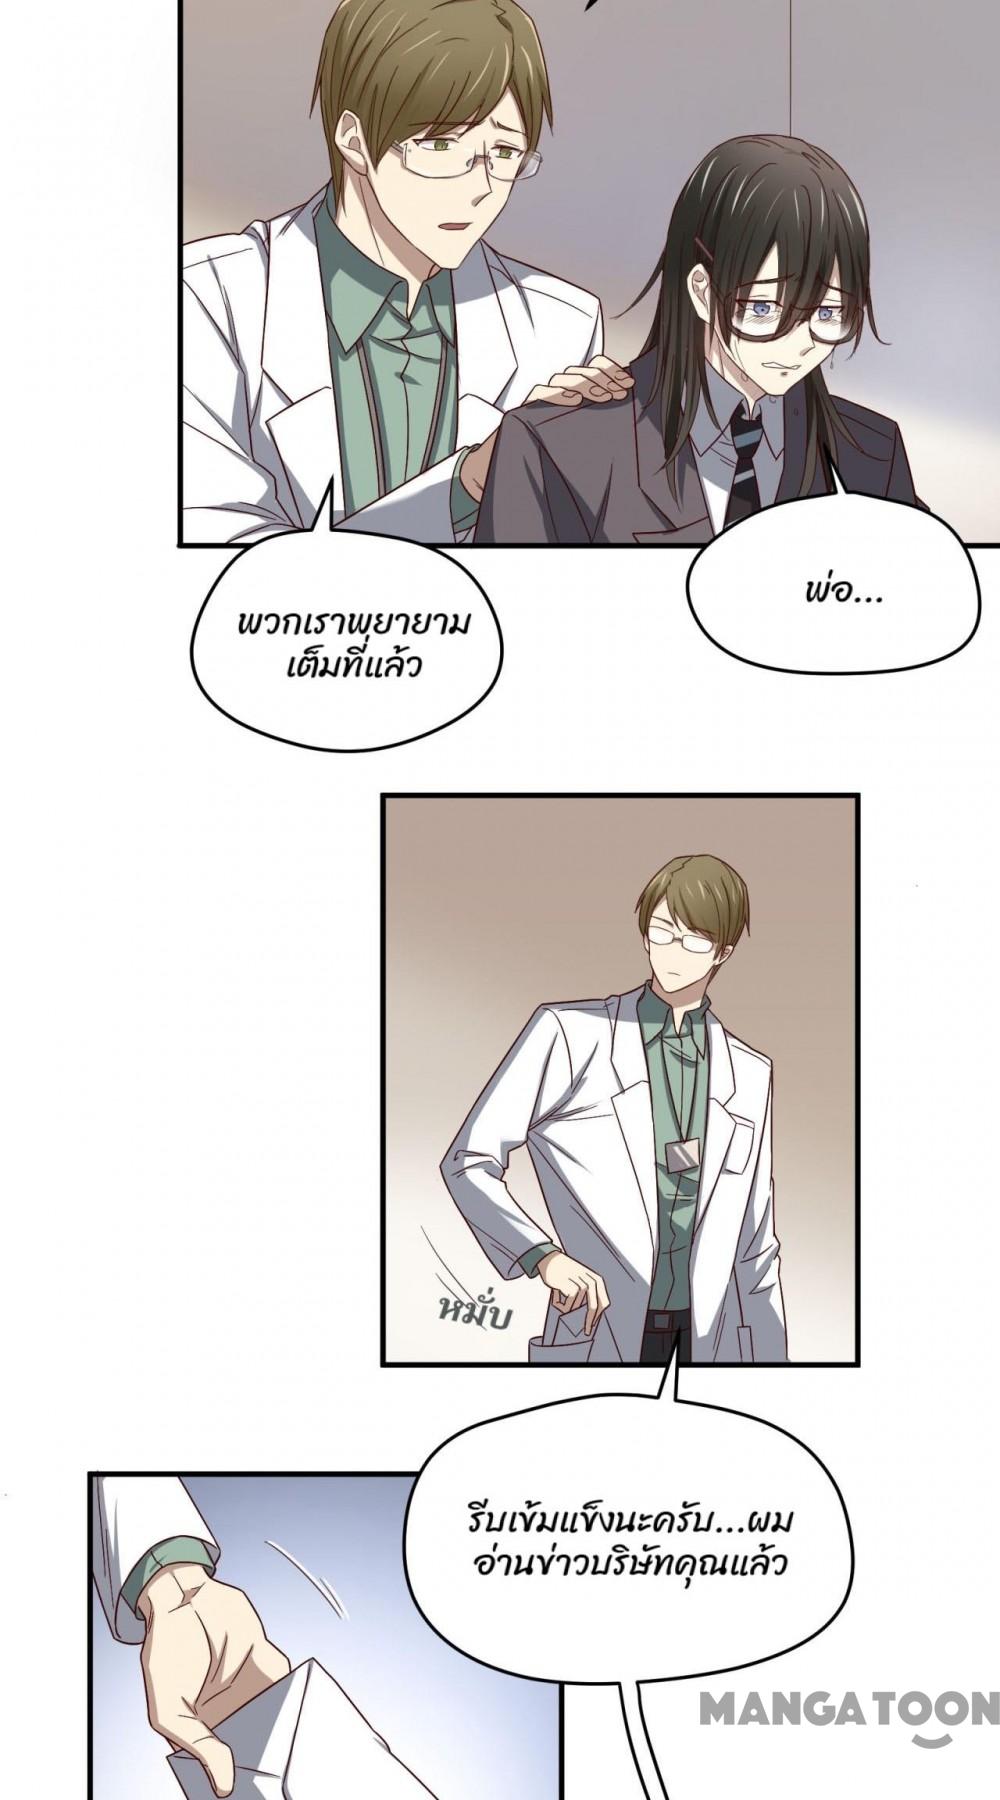 พ่อ...
พวกเราพยายาม
เต็มที่แล้ว
หมั่บ
รีบเข้มแข็งนะครับ...ผม
อ่านข่าวบริษัทคุณแล้ว
MANGATOON